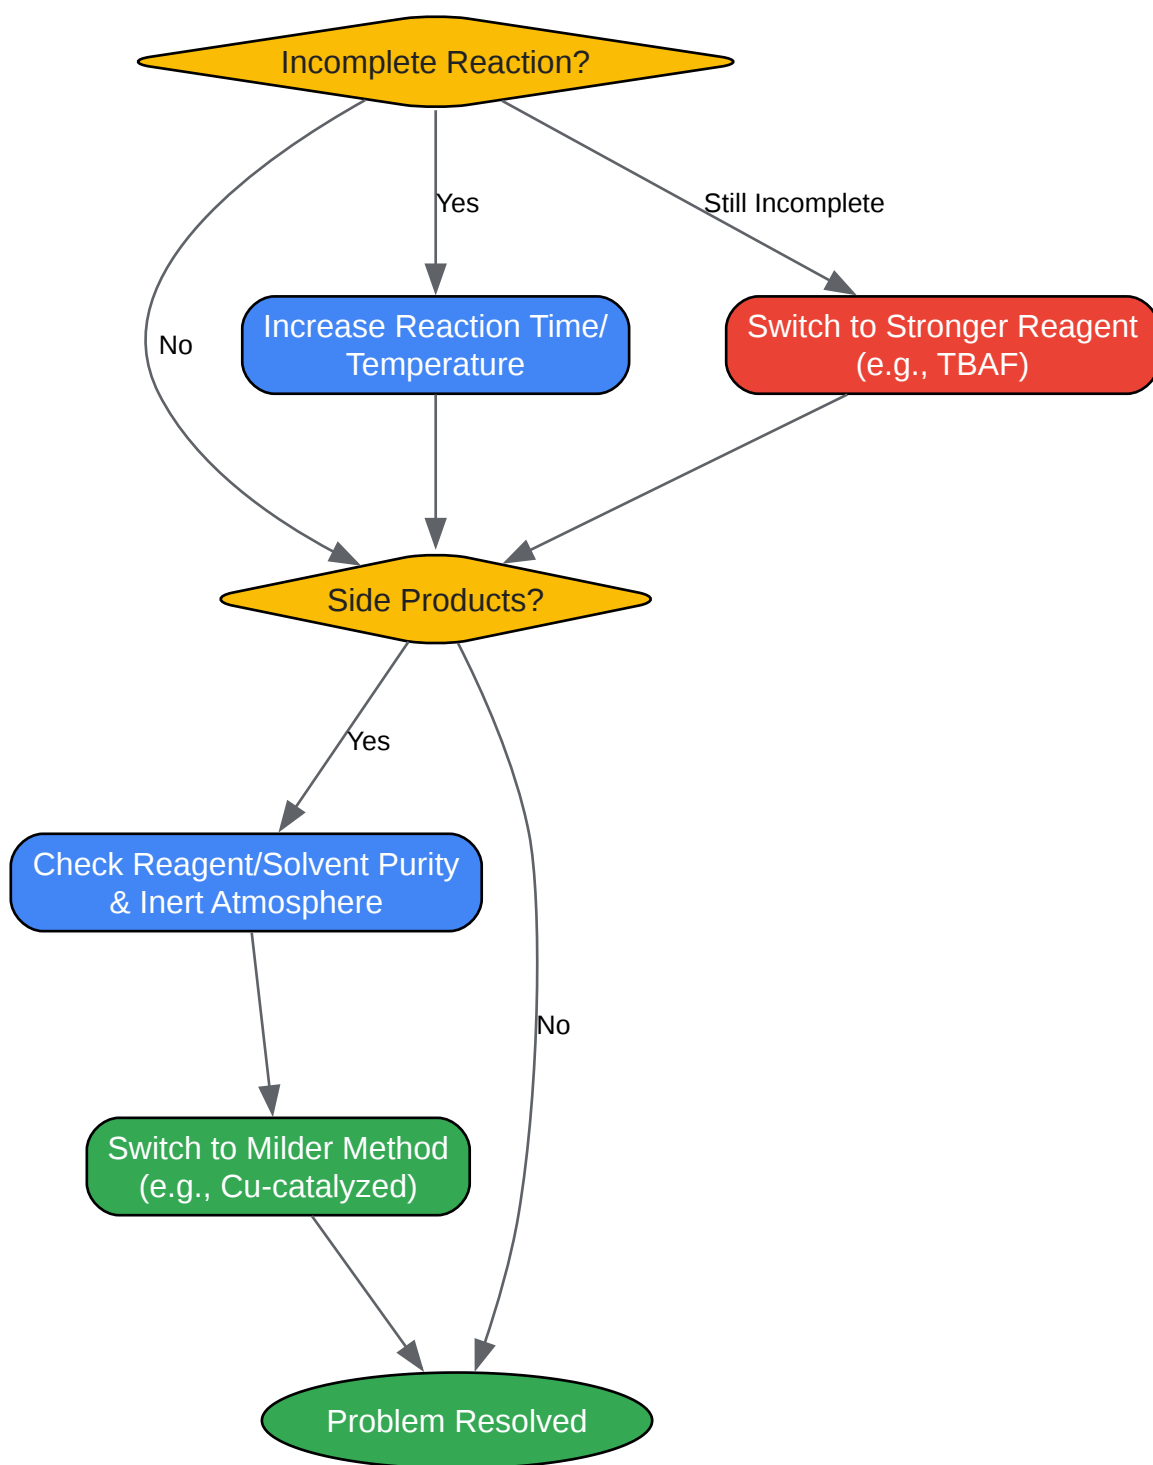 Incomplete Reaction?
Yes
Still Incomplete
Increase Reaction Time/
Temperature
Switch to Stronger Reagent
(e.g., TBAF)
No
Side Products?
Yes
Check Reagent/Solvent Purity
& Inert Atmosphere
No
Switch to Milder Method
(e.g., Cu-catalyzed)
Problem Resolved